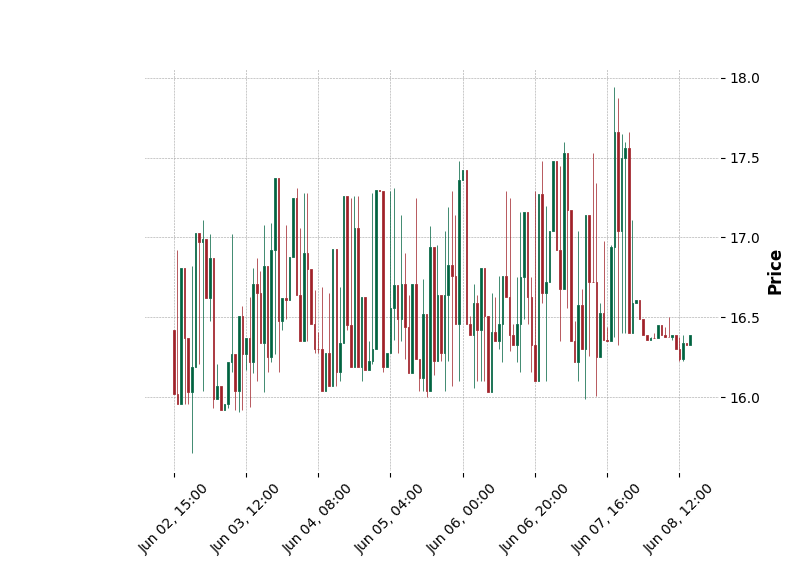 18.0
17.5
17.0
16.5
16.0
Price
Jun 02, 15:00
Jun 03, 12:00
Jun 04, 08:00
Jun 05, 04:00
Jun 06, 00:00
Jun 06, 20:00
Jun 07, 16:00
Jun 08, 12:00